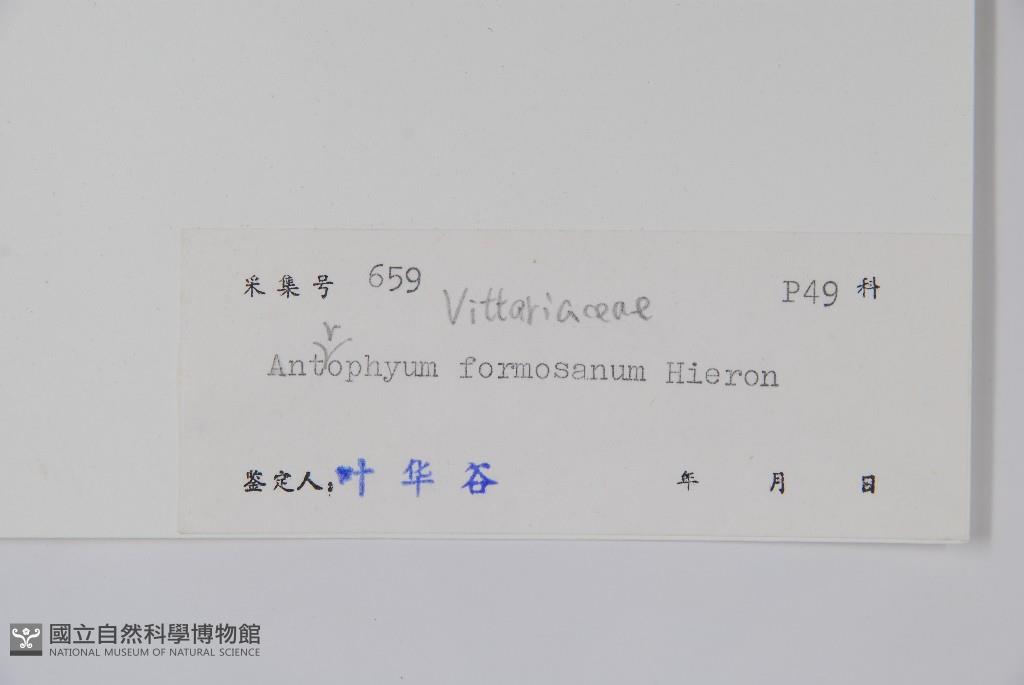 采集号 659 P49 科
Vittariaceae
r
Antophyum formosanum Hieron
鉴定人: 叶华谷 年 月 日
國立自然科學博物館
NATIONAL MUSEUM OF NATURAL SCIENCE